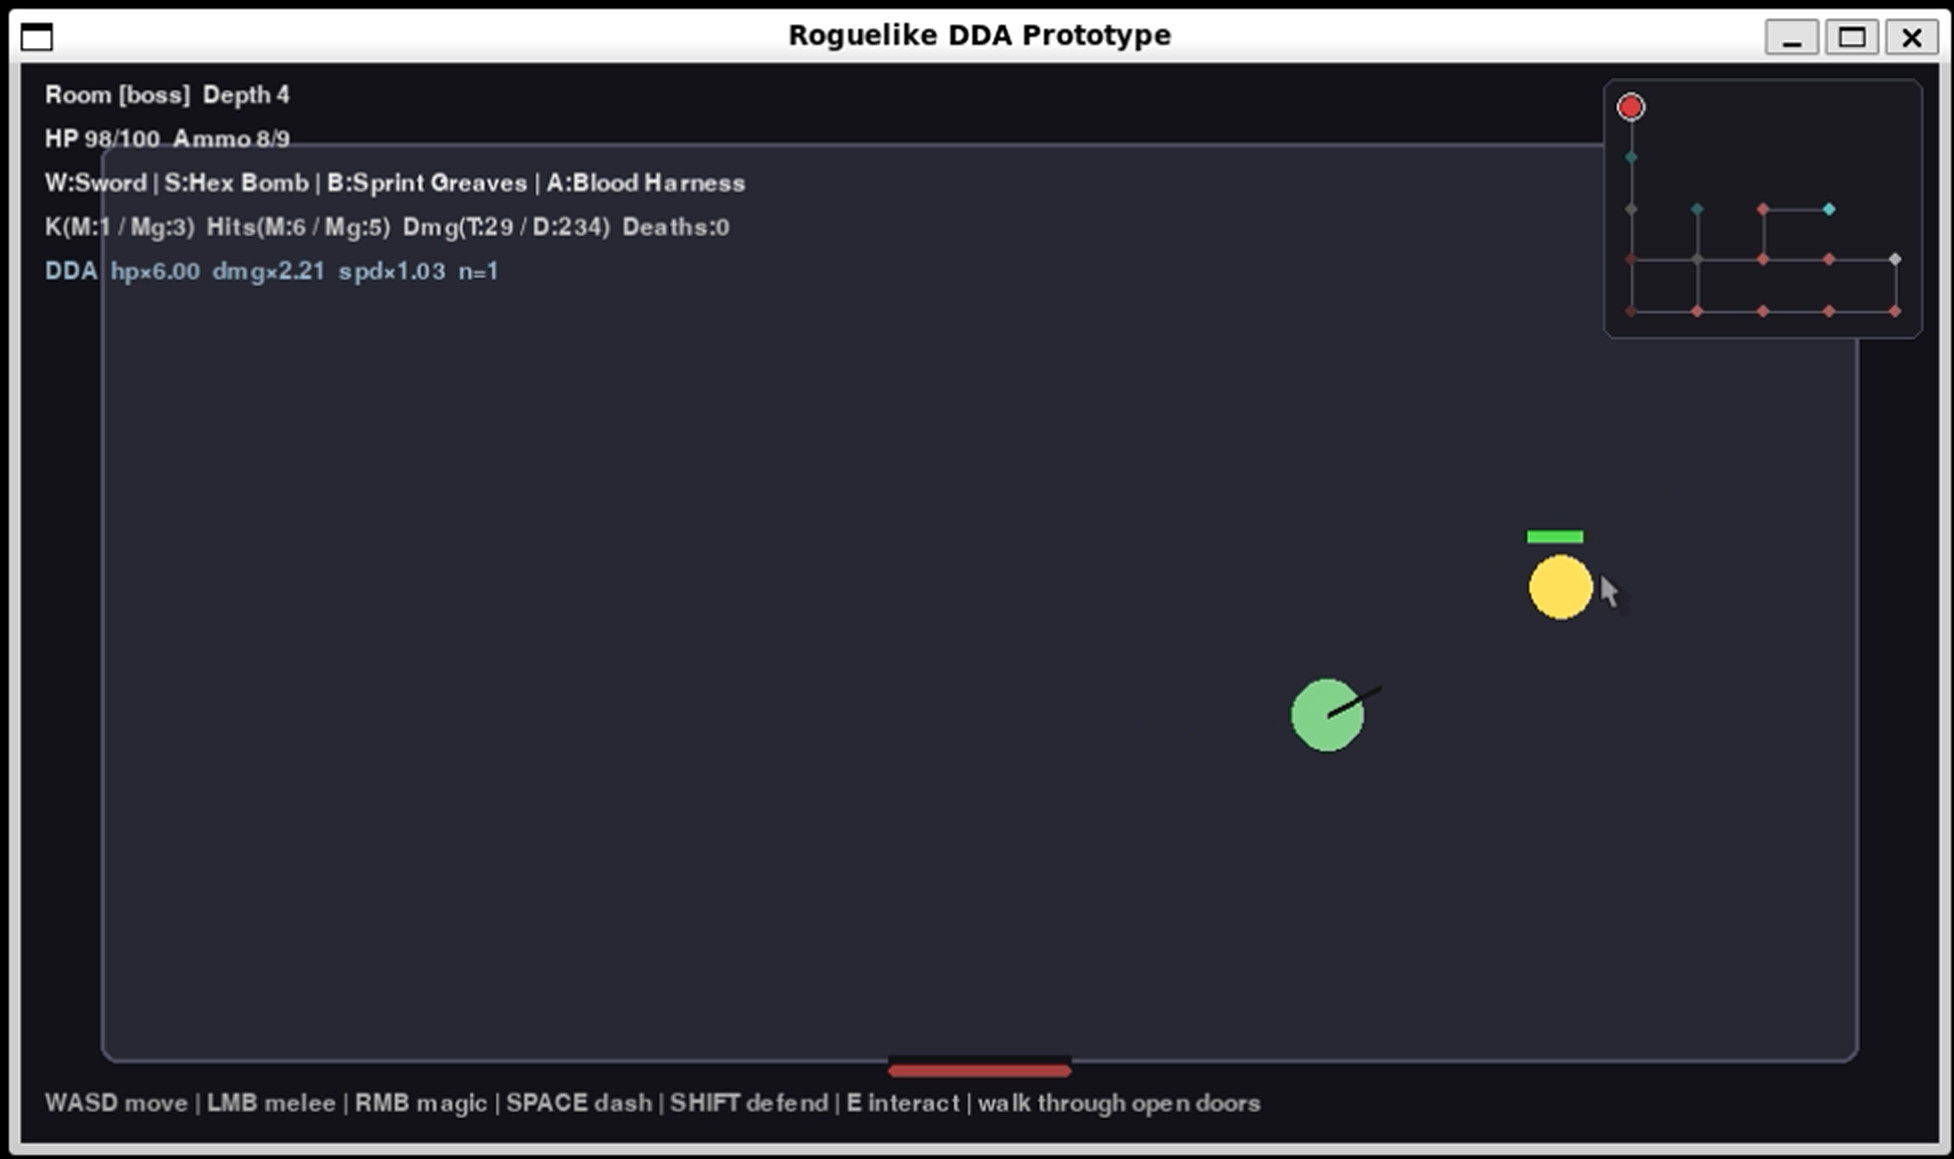 Roguelike DDA Prototype
Room [boss] Depth 4
HP 98/100 Ammo 8/9
W:Sword | S:Hex Bomb | B:Sprint Greaves | A:Blood Harness
K(M:1 / Mg:3) Hits(M:6 / Mg:5) Dmg(T:29 / D:234) Deaths:0
DDA hp×6.00 dmg×2.21 spd×1.03 n=1
WASD move | LMB melee | RMB magic | SPACE dash | SHIFT defend | E interact | walk through open doors